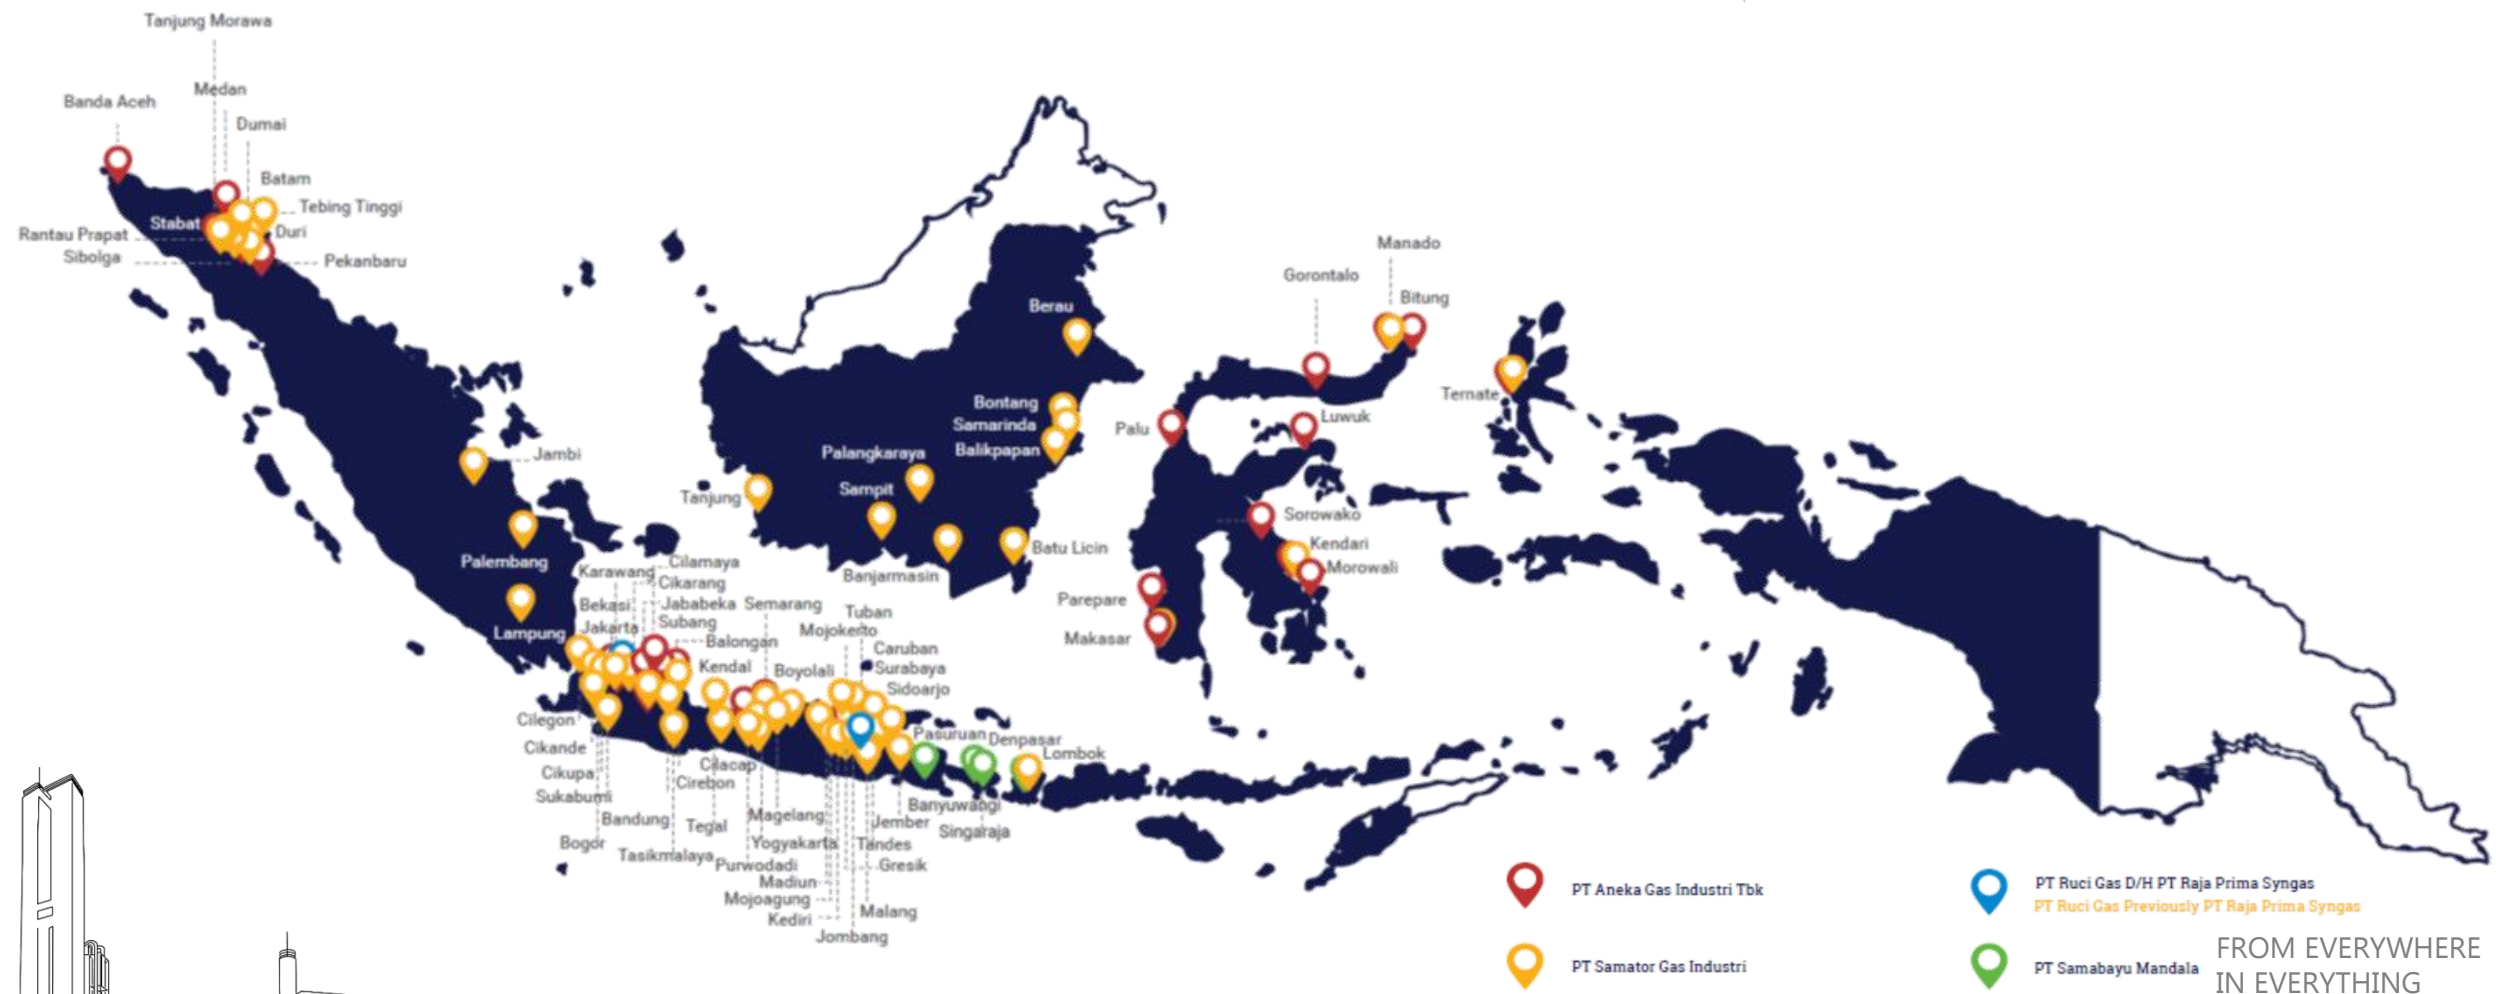 Tanjung Morawa
Medan
Banda Aceh
Dumai
Batam
Tebing Tinggi
Stabat
Rantau Prapat
Duri
Sibolga
Pekanbaru
Manado
Gorontalo
Bitung
Berau
Ternate
Bontang
Samarinda
Balikpapan
Palu
Luwuk
Jambi
Palangkaraya
Sampit
Tanjung
Sorowako
Kendari
Morowali
Palembang
Batu Licin
Banjarmasin
Parepare
Makasar
Lampung
Cilamaya
Karawang
Cikarang
Bekasi
Jababeka
Semarang
Tuban
Jakarta
Subang
Mojokerto
Balongan
Caruban
Kendal
Boyolali
Surabaya
Sidoarjo
Cilegon
Cikande
Pasuruan
Denpasar
Lombok
Cikupa
Cilacap
Cirebon
Sukabumi
Banyuwangi
Bandung
Tegal
Magelang
Jember
Singaraja
Bogor
Tasikmalaya
Yogyakarta
Tandes
Purwodadi
Gresik
Madiun
Mojoagung
Kediri
Malang
Jombang
PT Aneka Gas Industri Tbk
PT Samator Gas Industri
PT Ruci Gas D/H PT Raja Prima Syngas
PT Ruci Gas Previously PT Raja Prima Syngas
PT Samabayu Mandala
FROM EVERYWHERE
IN EVERYTHING